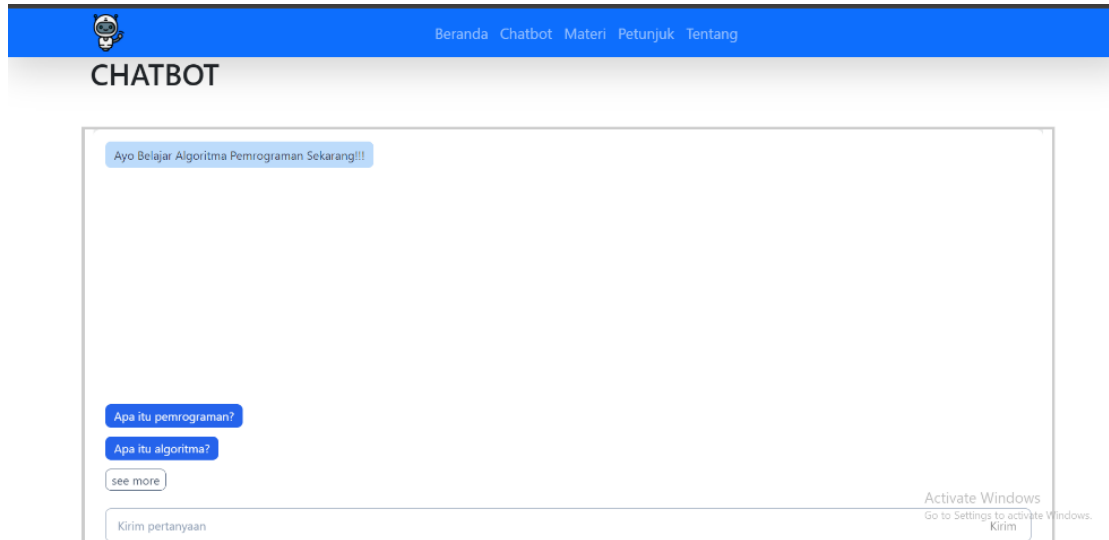 Beranda Chatbot Materi Petunjuk Tentang
CHATBOT
Ayo Belajar Algoritma Pemrograman Sekarang!!!
Apa itu pemrograman?
Apa itu algoritma?
see more
Activate Windows
Go to Settings to activate Windows.
Kirim pertanyaan
Kirim